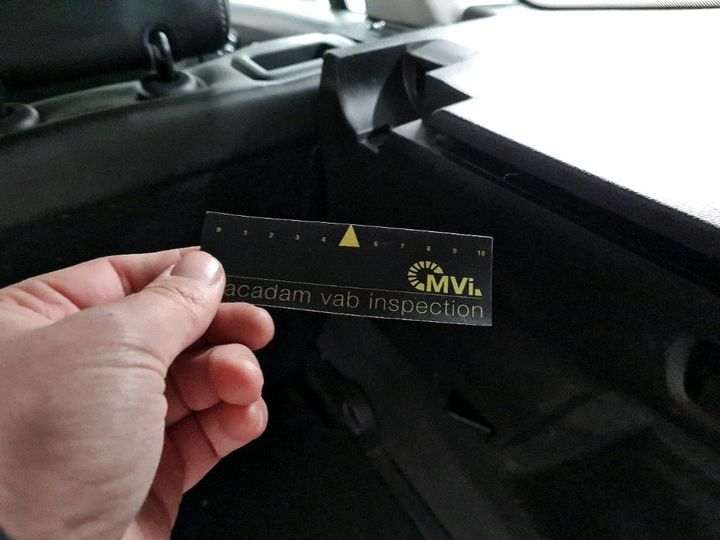 0 1 2 3 4 6 7 8 9 10
MVi
acadam vab inspection